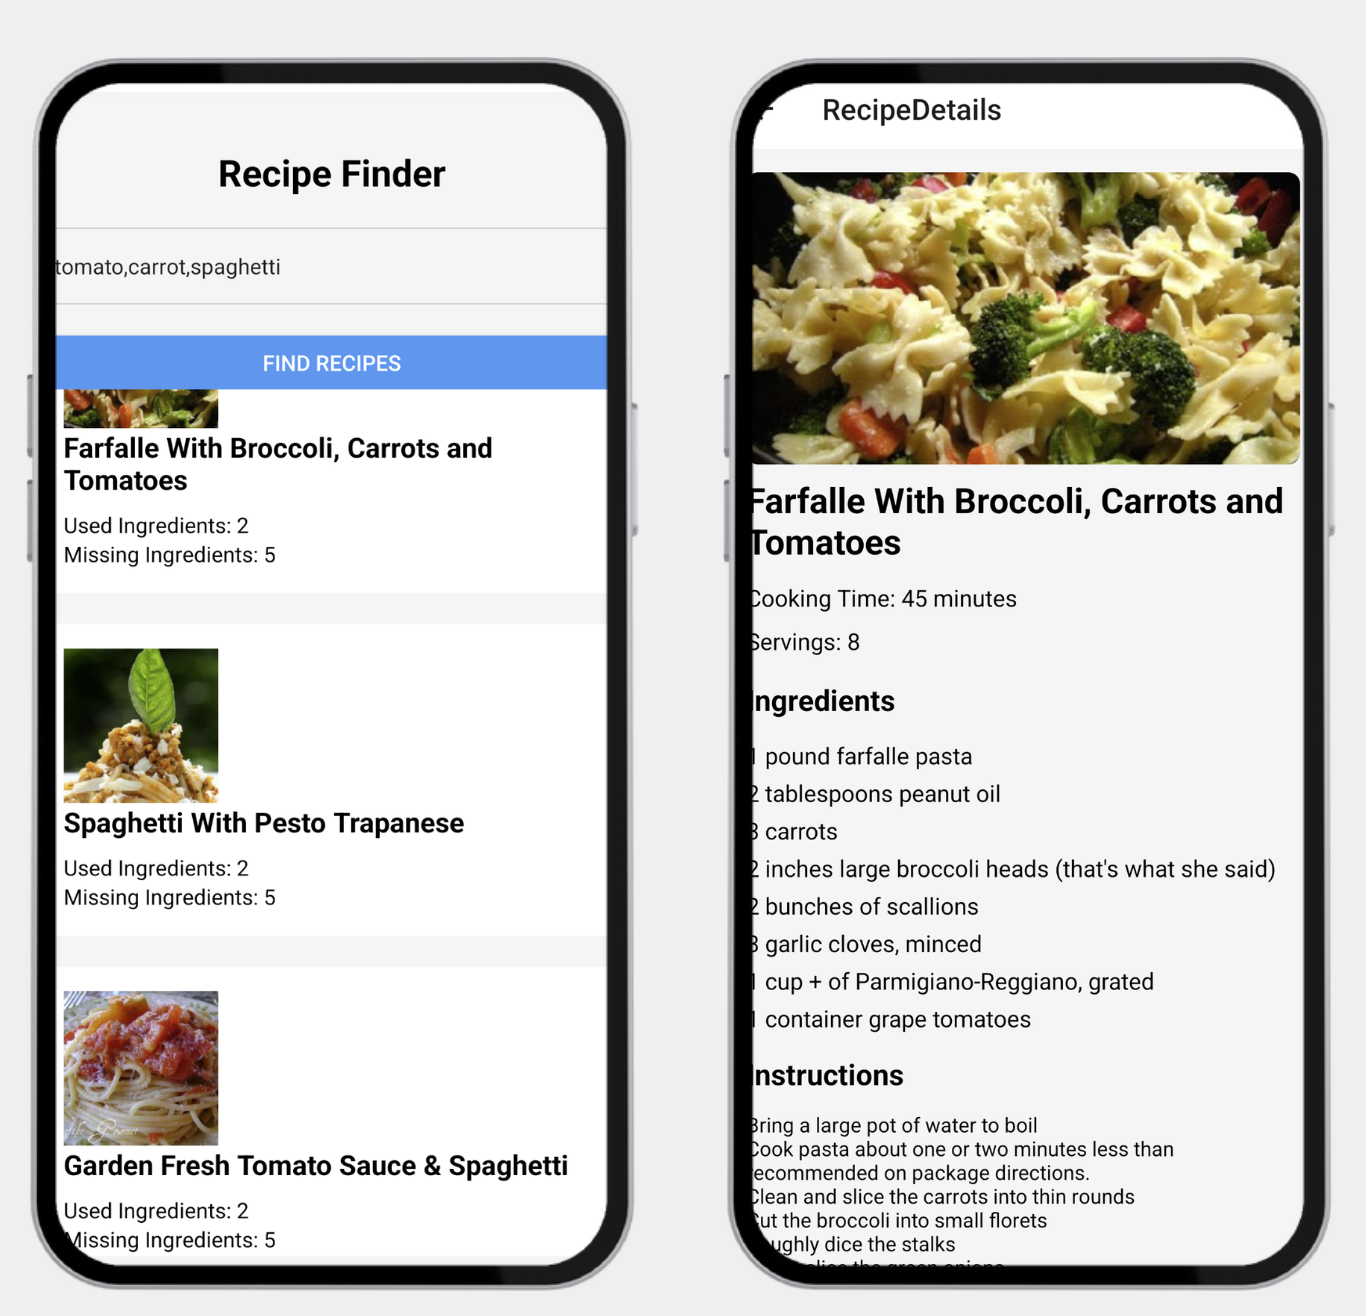 Recipe Finder
tomato,carrot,spaghetti
FIND RECIPES
Farfalle With Broccoli, Carrots and
Tomatoes
Used Ingredients: 2
Missing Ingredients: 5
Spaghetti With Pesto Trapanese
Used Ingredients: 2
Missing Ingredients: 5
Garden Fresh Tomato Sauce & Spaghetti
Used Ingredients: 2
Missing Ingredients: 5
RecipeDetails
Farfalle With Broccoli, Carrots and
Tomatoes
Cooking Time: 45 minutes
Servings: 8
Ingredients
1 pound farfalle pasta
2 tablespoons peanut oil
3 carrots
2 inches large broccoli heads (that's what she said)
2 bunches of scallions
3 garlic cloves, minced
1 cup + of Parmigiano-Reggiano, grated
1 container grape tomatoes
Instructions
Bring a large pot of water to boil
Cook pasta about one or two minutes less than
recommended on package directions.
Clean and slice the carrots into thin rounds
Cut the broccoli into small florets
dice the stalks